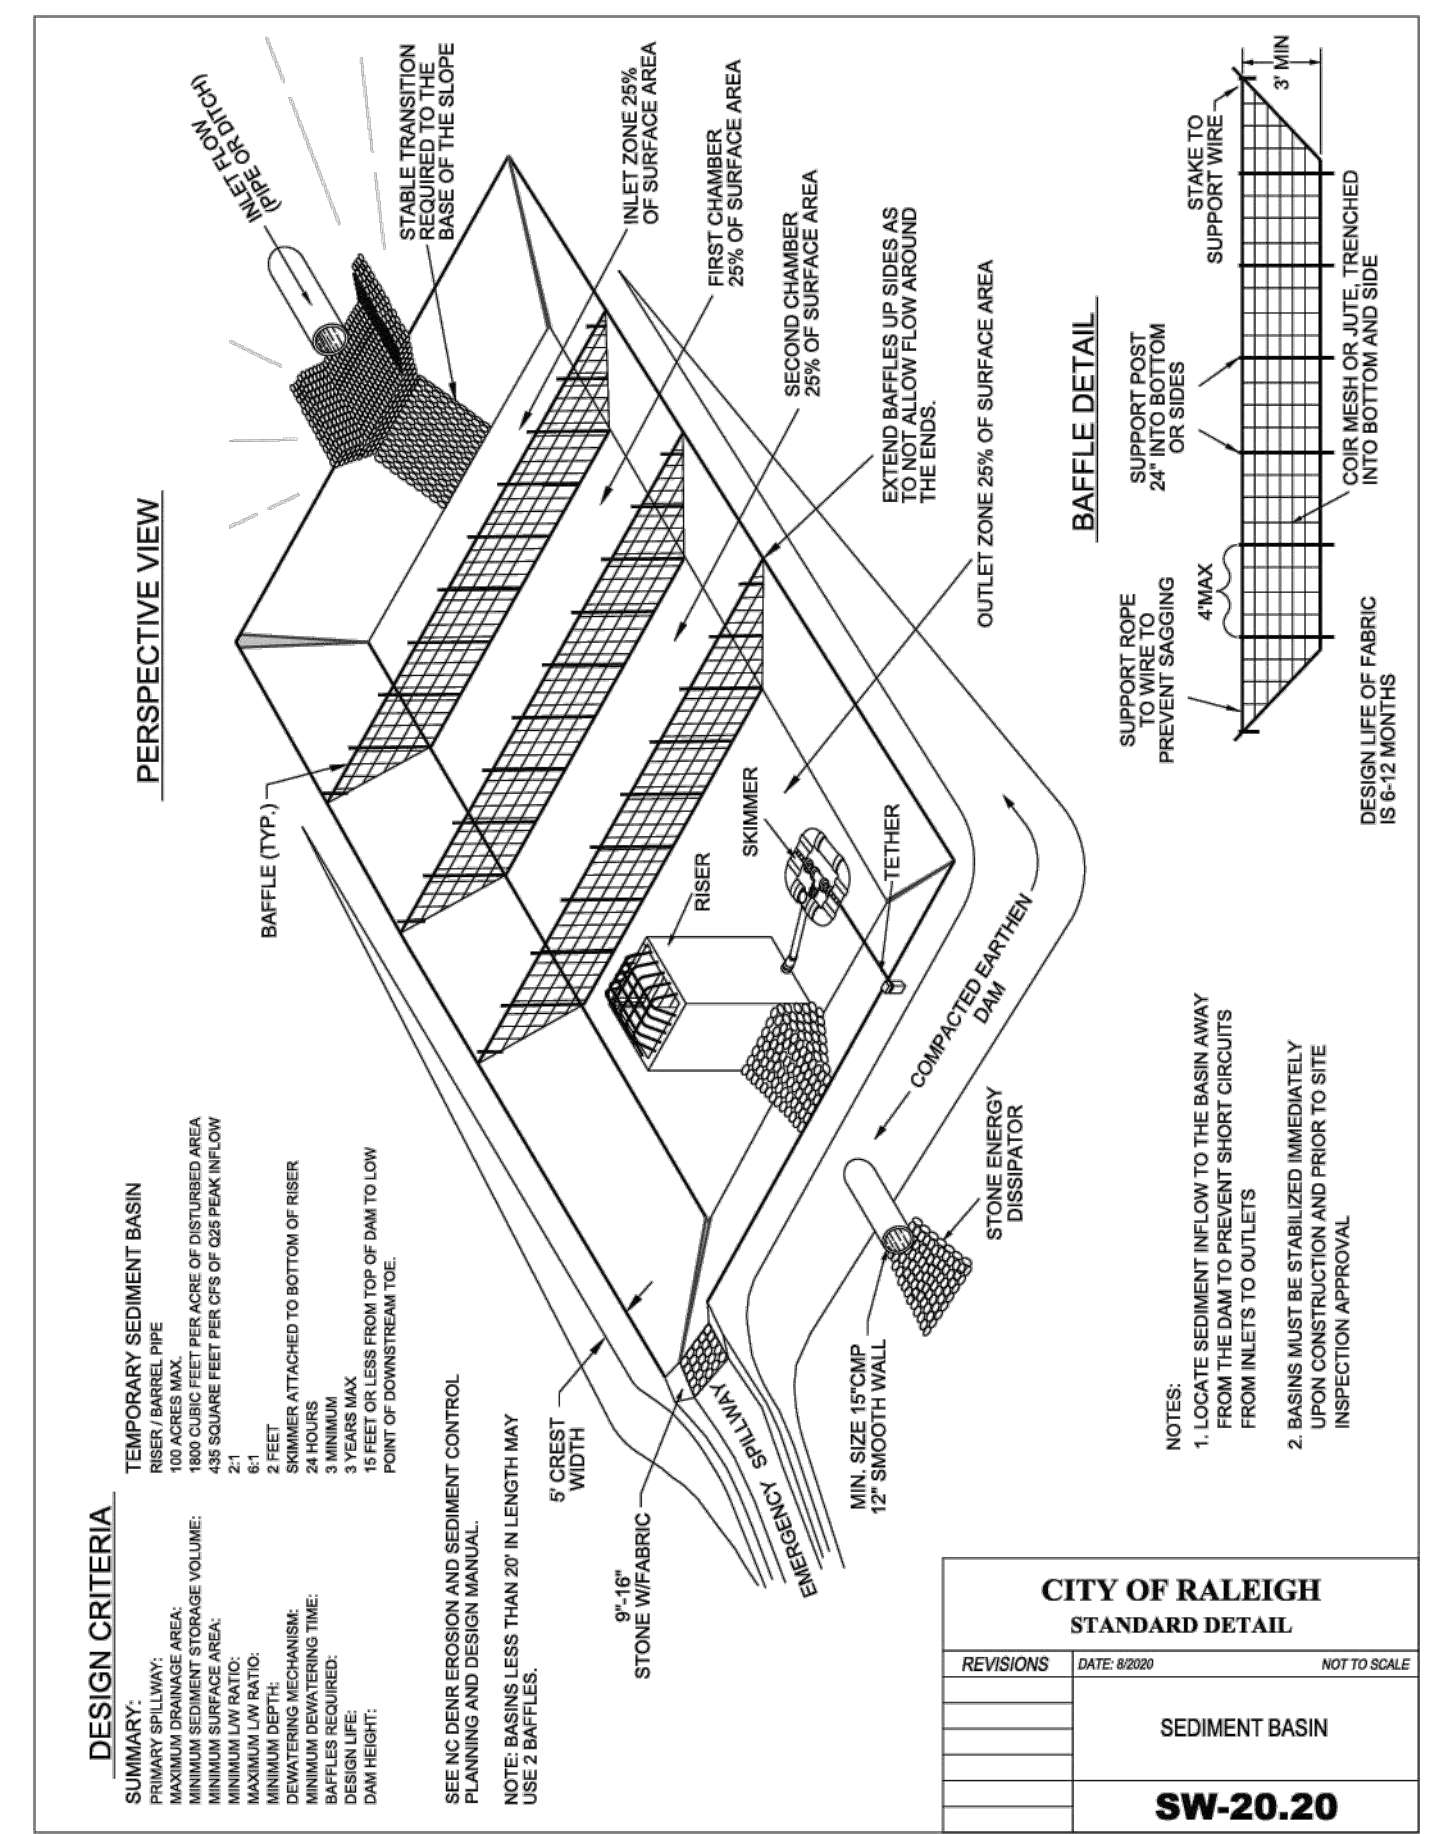 DESIGN CRITERIA
SUMMARY: TEMPORARY SEDIMENT BASIN
PRIMARY SPILLWAY: RISER / BARREL PIPE
MAXIMUM DRAINAGE AREA: 100 ACRES MAX.
MINIMUM SEDIMENT STORAGE VOLUME: 1800 CUBIC FEET PER ACRE OF DISTURBED AREA
MINIMUM SURFACE AREA: 435 SQUARE FEET PER CFS OF Q25 PEAK INFLOW
MINIMUM L/W RATIO: 2:1
MAXIMUM L/W RATIO: 6:1
MINIMUM DEPTH: 2 FEET
DEWATERING MECHANISM: SKIMMER ATTACHED TO BOTTOM OF RISER
MINIMUM DEWATERING TIME: 24 HOURS
BAFFLES REQUIRED: 3 MINIMUM
DESIGN LIFE: 3 YEARS MAX
DAM HEIGHT: 15 FEET OR LESS FROM TOP OF DAM TO LOW
POINT OF DOWNSTREAM TOE.
SEE NC DENR EROSION AND SEDIMENT CONTROL
PLANNING AND DESIGN MANUAL.
NOTE: BASINS LESS THAN 20' IN LENGTH MAY
USE 2 BAFFLES.
PERSPECTIVE VIEW
INLET FLOW
(PIPE OR DITCH)
STABLE TRANSITION
REQUIRED TO THE
BASE OF THE SLOPE
INLET ZONE 25%
OF SURFACE AREA
FIRST CHAMBER
25% OF SURFACE AREA
SECOND CHAMBER
25% OF SURFACE AREA
EXTEND BAFFLES UP SIDES AS
TO NOT ALLOW FLOW AROUND
THE ENDS.
OUTLET ZONE 25% OF SURFACE AREA
BAFFLE (TYP.)
RISER
SKIMMER
TETHER
COMPACTED EARTHEN
DAM
5' CREST
WIDTH
9"-16"
STONE W/FABRIC
EMERGENCY SPILLWAY
MIN. SIZE 15"CMP
12" SMOOTH WALL
STONE ENERGY
DISSIPATOR
BAFFLE DETAIL
SUPPORT ROPE
TO WIRE TO
PREVENT SAGGING
4'MAX
SUPPORT POST
24" INTO BOTTOM
OR SIDES
STAKE TO
SUPPORT WIRE
3' MIN
COIR MESH OR JUTE, TRENCHED
INTO BOTTOM AND SIDE
DESIGN LIFE OF FABRIC
IS 6-12 MONTHS
NOTES:
1. LOCATE SEDIMENT INFLOW TO THE BASIN AWAY
FROM THE DAM TO PREVENT SHORT CIRCUITS
FROM INLETS TO OUTLETS
2. BASINS MUST BE STABILIZED IMMEDIATELY
UPON CONSTRUCTION AND PRIOR TO SITE
INSPECTION APPROVAL
CITY OF RALEIGH
STANDARD DETAIL
REVISIONS DATE: 8/2020 NOT TO SCALE
SEDIMENT BASIN
SW-20.20